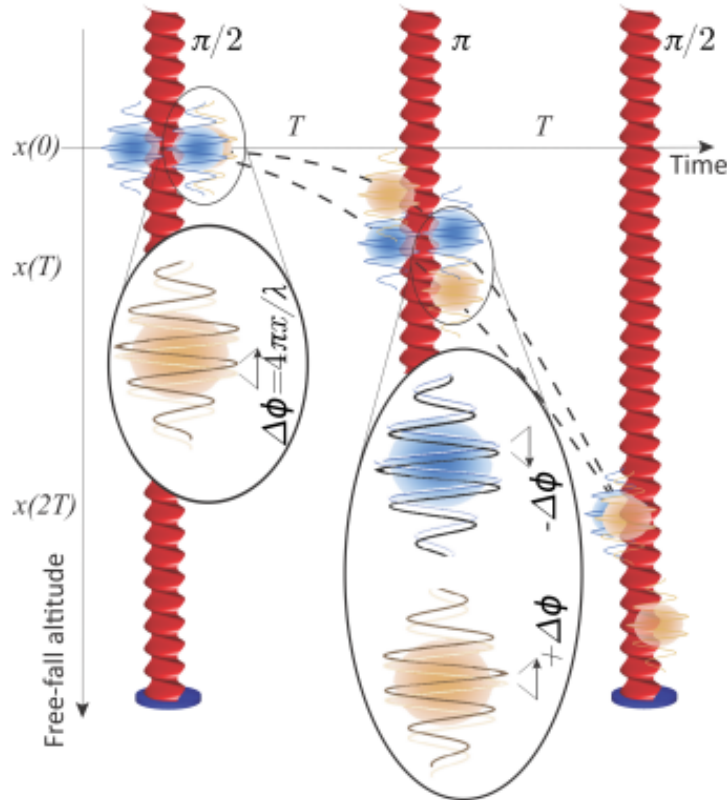 π/2
π
π/2
T
T
x(0)
Time
x(T)
Δϕ=4πx/λ
x(2T)
-Δϕ
+Δϕ
Free-fall altitude